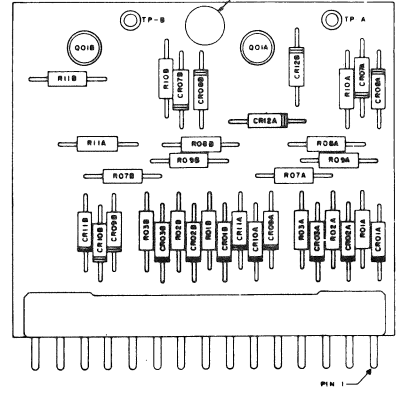 TP-B
TP A
Q01B
Q01A
R11B
R10B
CR07B
CR08B
CR12B
R10A
CR07A
CR08A
CR12A
R11A
R08B
R08A
R09B
R09A
R07B
R07A
CR11B
CR10B
CR09B
R03B
CR03B
R02B
CR02B
R01B
CR01B
CR11A
CR10A
CR09A
R03A
CR03A
R02A
CR02A
R01A
CR01A
PIN 1